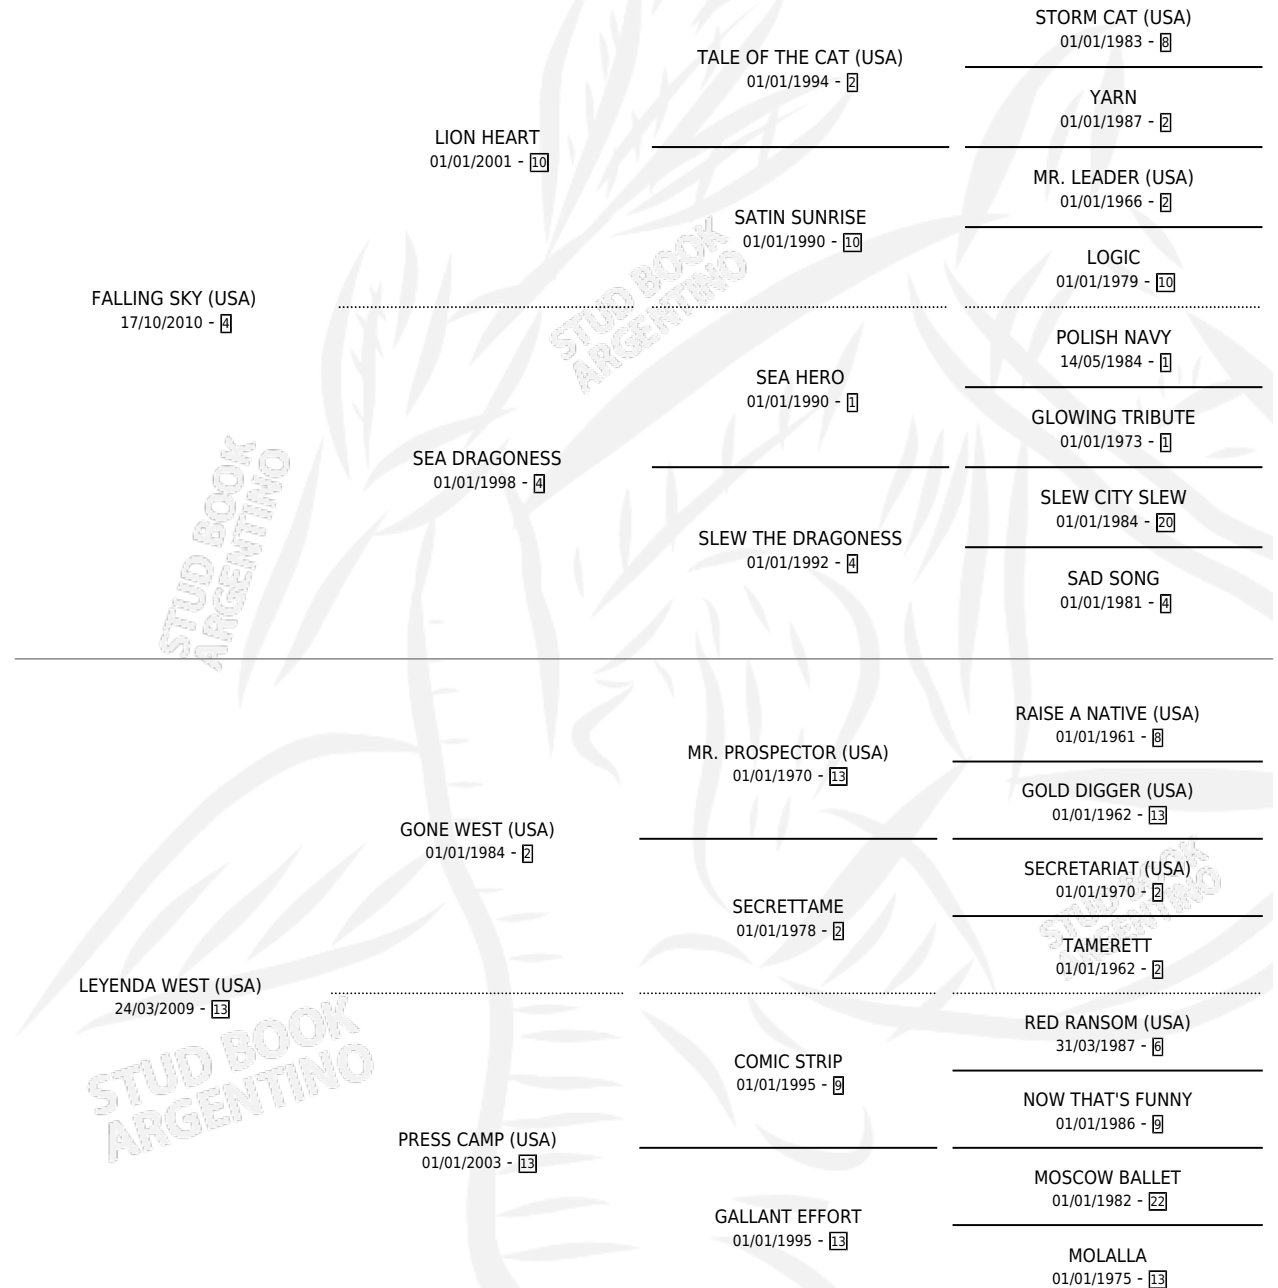 STORM CAT (USA)
01/01/1983 - 8
TALE OF THE CAT (USA)
01/01/1994 - 2
YARN
01/01/1987 - 2
LION HEART
01/01/2001 - 10
MR. LEADER (USA)
01/01/1966 - 2
SATIN SUNRISE
01/01/1990 - 10
LOGIC
01/01/1979 - 10
FALLING SKY (USA)
17/10/2010 - 4
POLISH NAVY
14/05/1984 - 1
SEA HERO
01/01/1990 - 1
GLOWING TRIBUTE
01/01/1973 - 1
SEA DRAGONESS
01/01/1998 - 4
SLEW CITY SLEW
01/01/1984 - 20
SLEW THE DRAGONESS
01/01/1992 - 4
SAD SONG
01/01/1981 - 4
STUD BOOK
ARGENTINO
STUD BOOK
ARGENTINO
RAISE A NATIVE (USA)
01/01/1961 - 8
MR. PROSPECTOR (USA)
01/01/1970 - 13
GOLD DIGGER (USA)
01/01/1962 - 13
GONE WEST (USA)
01/01/1984 - 2
SECRETARIAT (USA)
01/01/1970 - 2
SECRETTAME
01/01/1978 - 2
TAMERETT
01/01/1962 - 2
STUD BOOK
ARGENTINO
LEYENDA WEST (USA)
24/03/2009 - 13
RED RANSOM (USA)
31/03/1987 - 6
COMIC STRIP
01/01/1995 - 9
NOW THAT'S FUNNY
01/01/1986 - 9
STUD BOOK
ARGENTINO
PRESS CAMP (USA)
01/01/2003 - 13
MOSCOW BALLET
01/01/1982 - 22
GALLANT EFFORT
01/01/1995 - 13
MOLALLA
01/01/1975 - 13